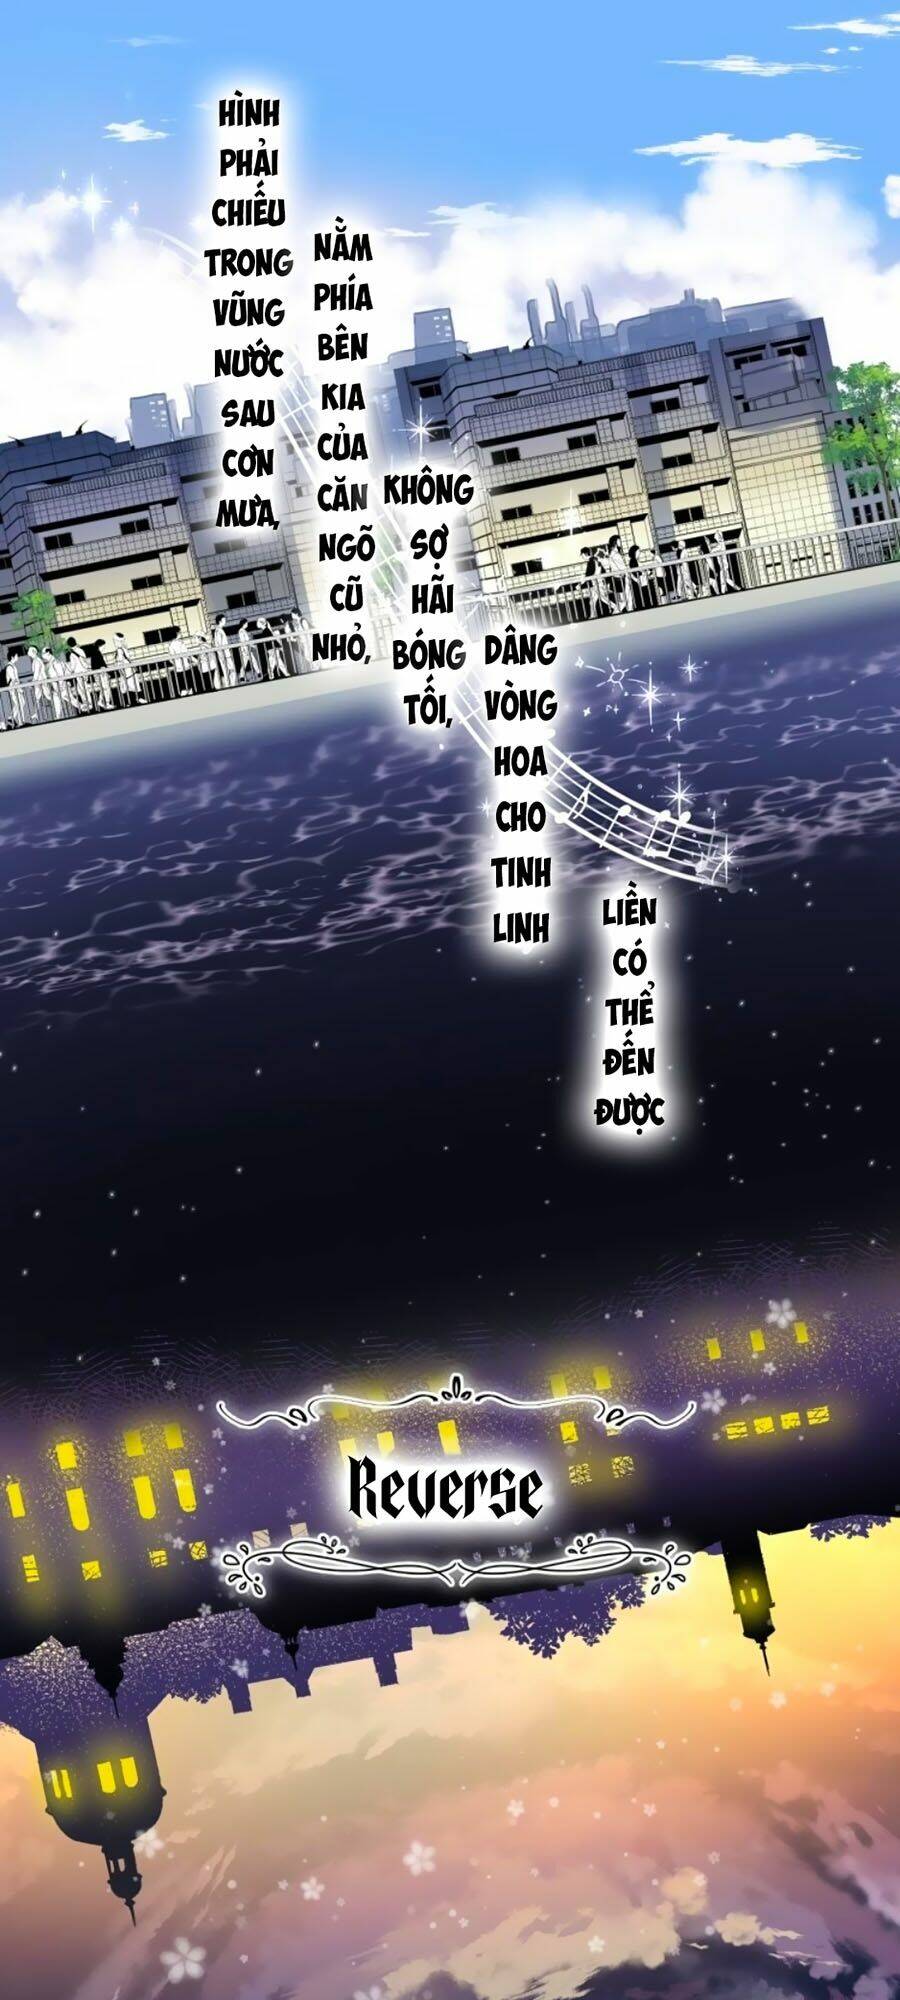 HÌNH PHẢI CHIẾU TRONG VŨNG NƯỚC SAU CƠN MƯA,
NẰM PHÍA BÊN KIA CỦA CĂN NGÕ CŨ NHỎ,
KHÔNG SỢ HÃI BÓNG TỐI,
DÂNG VÒNG HOA CHO TINH LINH
LIỀN CÓ THỂ ĐẾN ĐƯỢC
Reverse